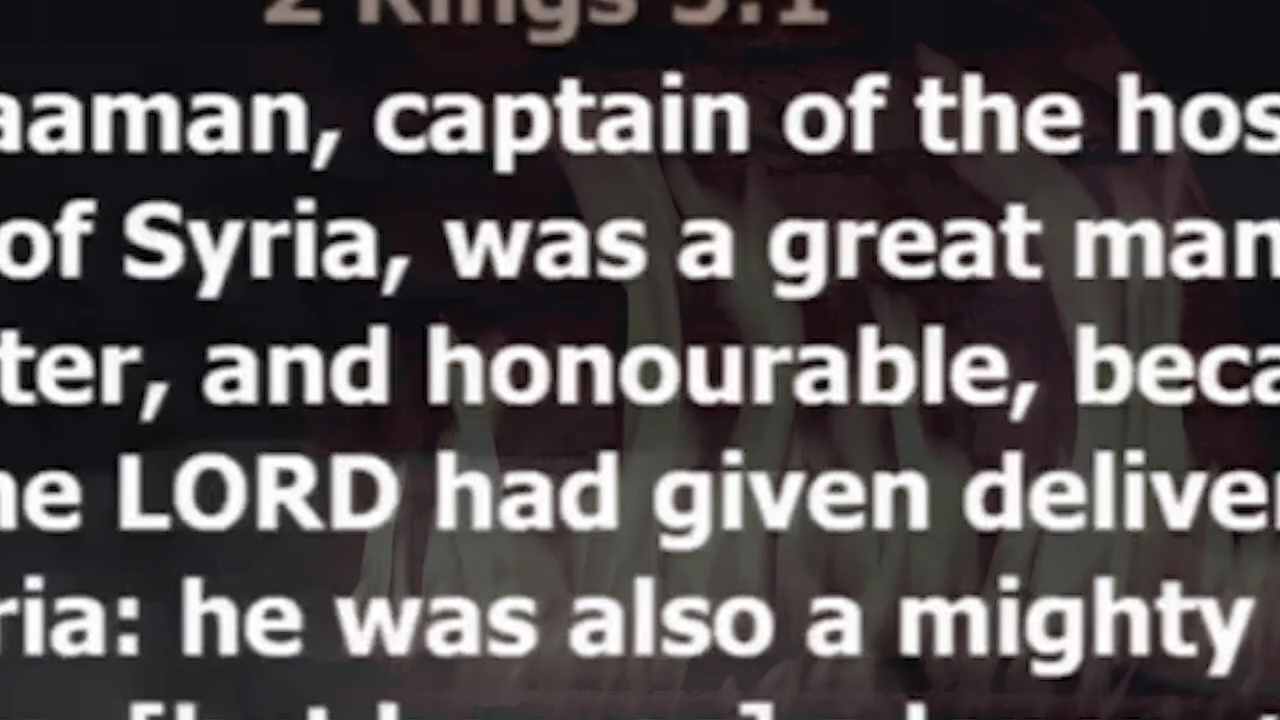 2 Kings 5:1
aaman, captain of the hos
of Syria, was a great man
ter, and honourable, beca
he LORD had given deliver
ria: he was also a mighty